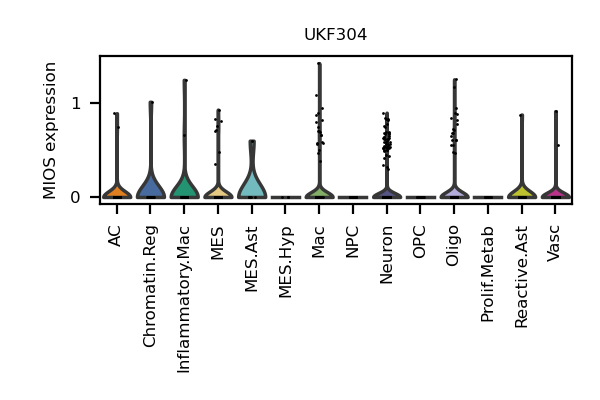 UKF304
MIOS expression
1
0
AC
Chromatin.Reg
Inflammatory.Mac
MES
MES.Ast
MES.Hyp
Mac
NPC
Neuron
OPC
Oligo
Prolif.Metab
Reactive.Ast
Vasc